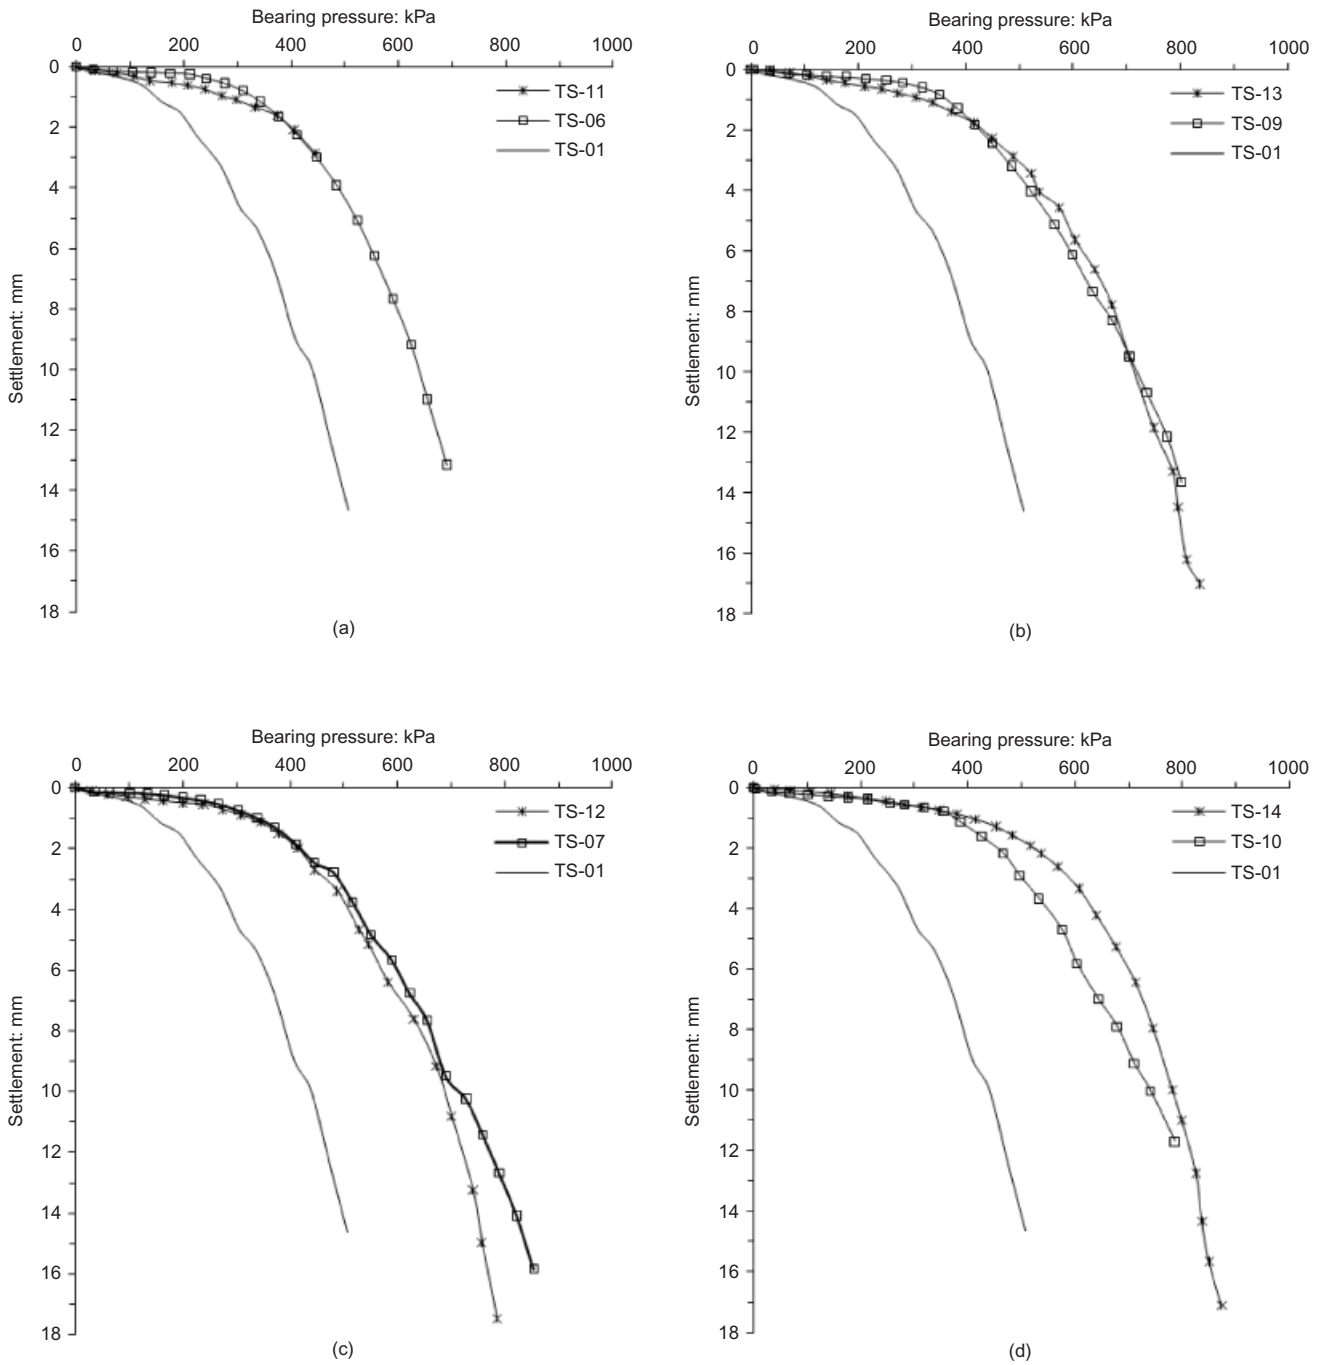 Bearing pressure: kPa
0 200 400 600 800 1000
0
2
4
6
8
10
12
14
16
18
Settlement: mm
TS-11
TS-06
TS-01
(a)
Bearing pressure: kPa
0 200 400 600 800 1000
0
2
4
6
8
10
12
14
16
18
Settlement: mm
TS-13
TS-09
TS-01
(b)
Bearing pressure: kPa
0 200 400 600 800 1000
0
2
4
6
8
10
12
14
16
18
Settlement: mm
TS-12
TS-07
TS-01
(c)
Bearing pressure: kPa
0 200 400 600 800 1000
0
2
4
6
8
10
12
14
16
18
Settlement: mm
TS-14
TS-10
TS-01
(d)